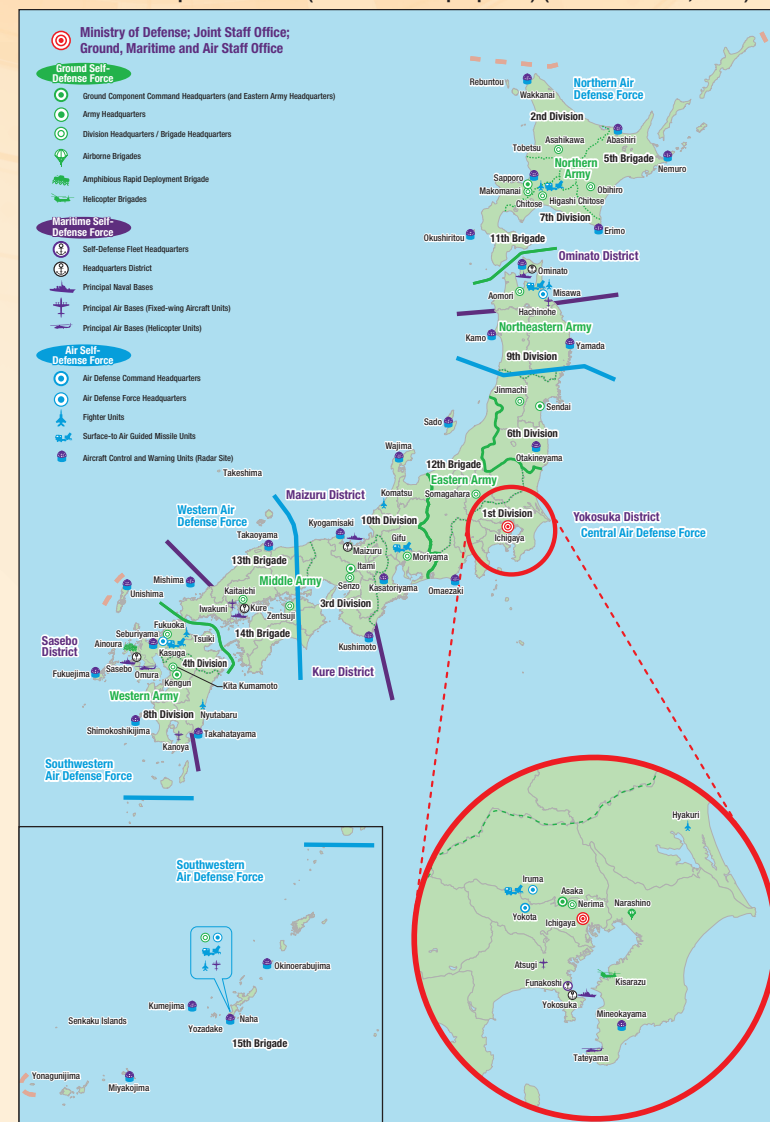 Ministry of Defense; Joint Staff Office;
Ground, Maritime and Air Staff Office
Ground Self-
Defense Force
Ground Component Command Headquarters (and Eastern Army Headquarters)
Army Headquarters
Division Headquarters / Brigade Headquarters
Airborne Brigades
Amphibious Rapid Deployment Brigade
Helicopter Brigades
Maritime Self-
Defense Force
Self-Defense Fleet Headquarters
Headquarters District
Principal Naval Bases
Principal Air Bases (Fixed-wing Aircraft Units)
Principal Air Bases (Helicopter Units)
Air Self-
Defense Force
Air Defense Command Headquarters
Air Defense Force Headquarters
Fighter Units
Surface-to Air Guided Missile Units
Aircraft Control and Warning Units (Radar Site)
Rebuntou
Wakkanai
Northern Air
Defense Force
2nd Division
Asahikawa
Abashiri
Tobetsu
5th Brigade
Northern
Army
Nemuro
Sapporo
Makomanai
Obihiro
Higashi Chitose
Chitose
7th Division
Erimo
Okushiritou
11th Brigade
Ominato District
Ominato
Aomori
Misawa
Hachinohe
Northeastern Army
Kamo
Yamada
9th Division
Jinmachi
Sendai
Sado
6th Division
Otakineyama
Wajima
12th Brigade
Eastern Army
Takeshima
Komatsu
Somagahara
Maizuru District
Western Air
Defense Force
Kyogamisaki
10th Division
1st Division
Yokosuka District
Central Air Defense Force
Ichigaya
Takaoyama
Gifu
Maizuru
Moriyama
13th Brigade
Itami
Middle Army
Mishima
Senzo
Kasatoriyama
Omaezaki
Unishima
Kaitaichi
Iwakuni
Kure
Zentsuji
3rd Division
Fukuoka
Seburiyama
Tsuiki
14th Brigade
Kushimoto
Sasebo
District
Ainoura
Kasuga
4th Division
Kure District
Fukuejima
Sasebo
Omura
Kengun
Kita Kumamoto
Western Army
8th Division
Nyutabaru
Shimokoshikijima
Takahatayama
Kanoya
Southwestern
Air Defense Force
Southwestern
Air Defense Force
Okinoerabujima
Kumejima
Naha
Senkaku Islands
Yozadake
15th Brigade
Yonagunijima
Miyakojima
Hyakuri
Iruma
Asaka
Nerima
Narashino
Yokota
Ichigaya
Atsugi
Funakoshi
Kisarazu
Yokosuka
Mineokayama
Tateyama